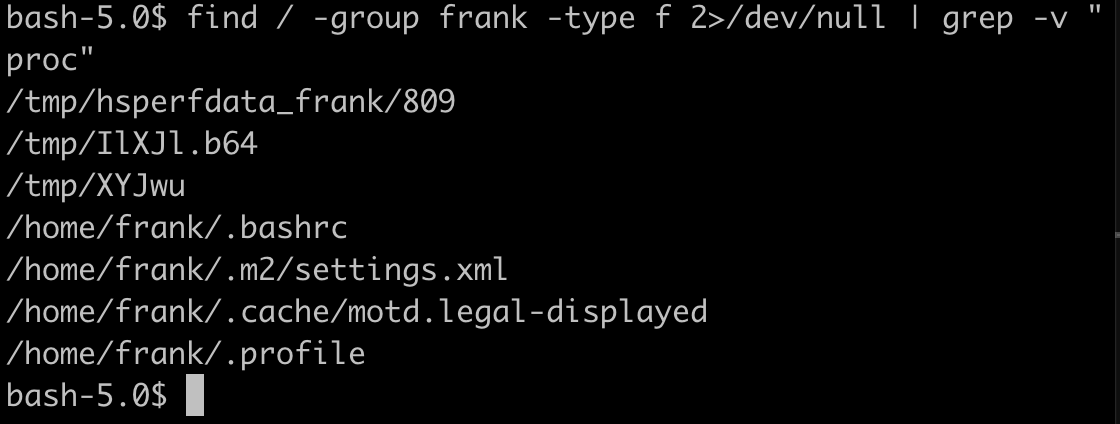 bash-5.0$ find / -group frank -type f 2>/dev/null | grep -v "
proc"
/tmp/hsperfdata_frank/809
/tmp/IlXJl.b64
/tmp/XYJwu
/home/frank/.bashrc
/home/frank/.m2/settings.xml
/home/frank/.cache/motd.legal-displayed
/home/frank/.profile
bash-5.0$